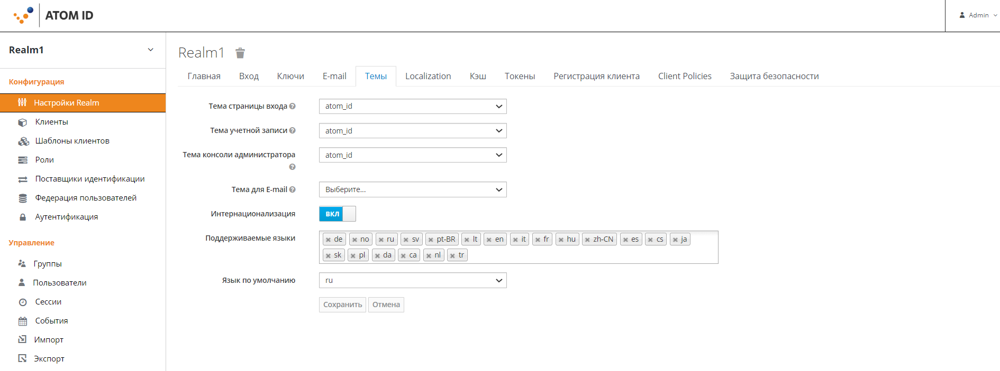 ATOM ID
Admin
Realm1
Конфигурация
Настройки Realm
Клиенты
Шаблоны клиентов
Роли
Поставщики идентификации
Федерация пользователей
Аутентификация
Управление
Группы
Пользователи
Сессии
События
Импорт
Экспорт
Realm1
Главная Вход Ключи E-mail Темы Localization Кэш Токены Регистрация клиента Client Policies Защита безопасности
Тема страницы входа atom_id
Тема учетной записи atom_id
Тема консоли администратора atom_id
Тема для E-mail Выберите...
Интернационализация ВКЛ
Поддерживаемые языки de no ru sv pt-BR lt en it fr hu zh-CN es cs ja
sk pl da ca nl tr
Язык по умолчанию ru
Сохранить Отмена